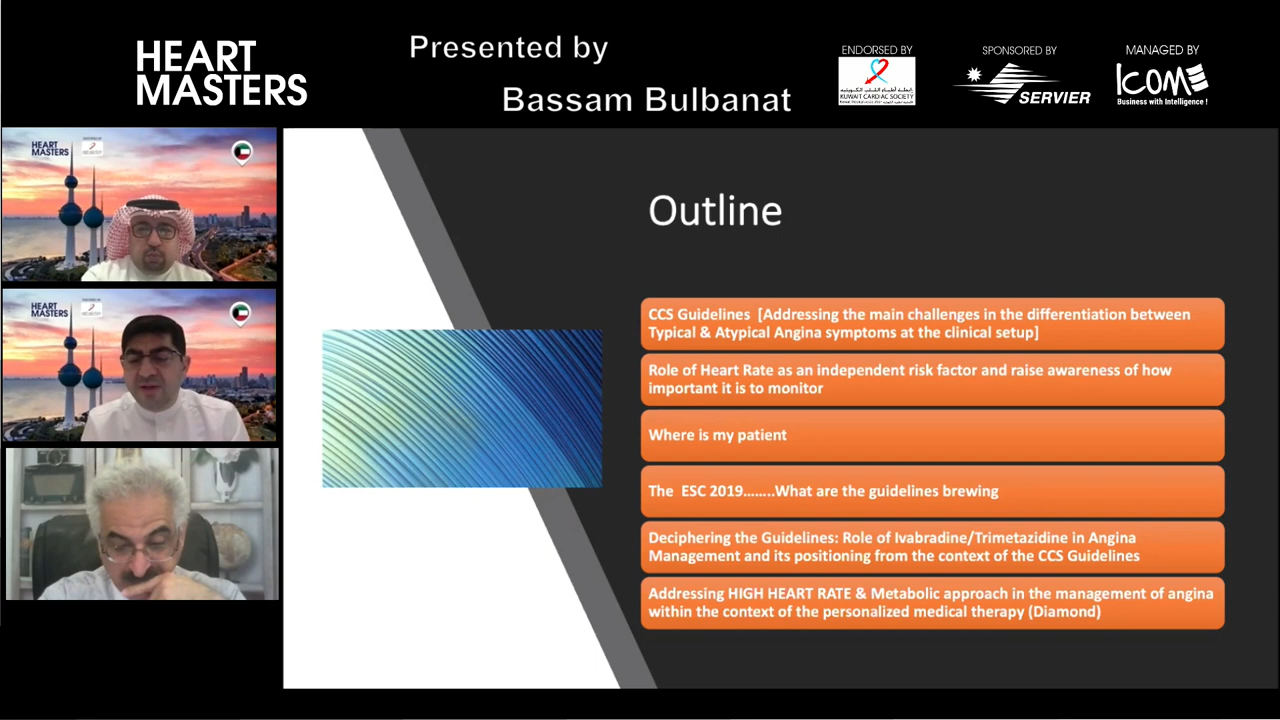 HEART
MASTERS
Presented by
Bassam Bulbanat
ENDORSED BY
KUWAIT CARDIAC SOCIETY
SPONSORED BY
SERVIER
MANAGED BY
ICOME
Business with Intelligence !
HEART
MASTERS
HEART
MASTERS
Outline
CCS Guidelines [Addressing the main challenges in the differentiation between
Typical & Atypical Angina symptoms at the clinical setup]
Role of Heart Rate as an independent risk factor and raise awareness of how
important it is to monitor
Where is my patient
The ESC 2019........What are the guidelines brewing
Deciphering the Guidelines: Role of Ivabradine/Trimetazidine in Angina
Management and its positioning from the context of the CCS Guidelines
Addressing HIGH HEART RATE & Metabolic approach in the management of angina
within the context of the personalized medical therapy (Diamond)